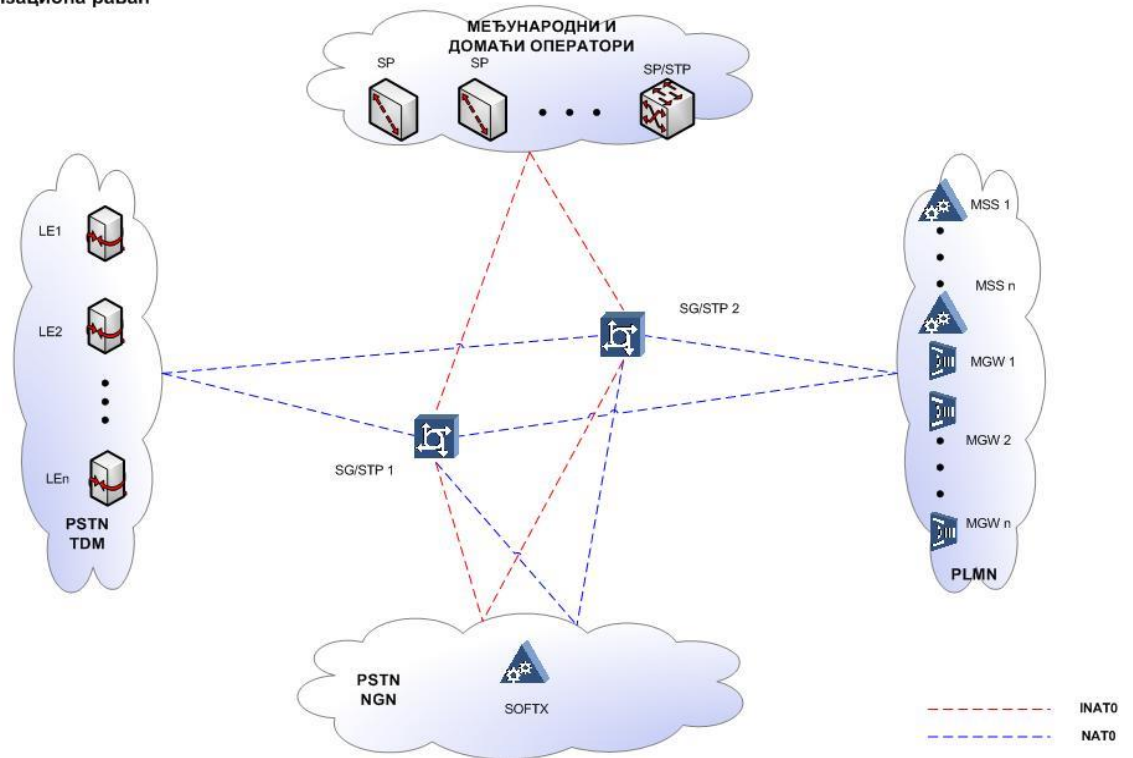 МЕЂУНАРОДНИ И
ДОМАЋИ ОПЕРАТОРИ
SP
SP
SP/STP
LE1
LE2
LEn
PSTN
TDM
SG/STP 2
SG/STP 1
MSS 1
MSS n
MGW 1
MGW 2
MGW n
PLMN
PSTN
NGN
SOFTX
INAT0
NAT0